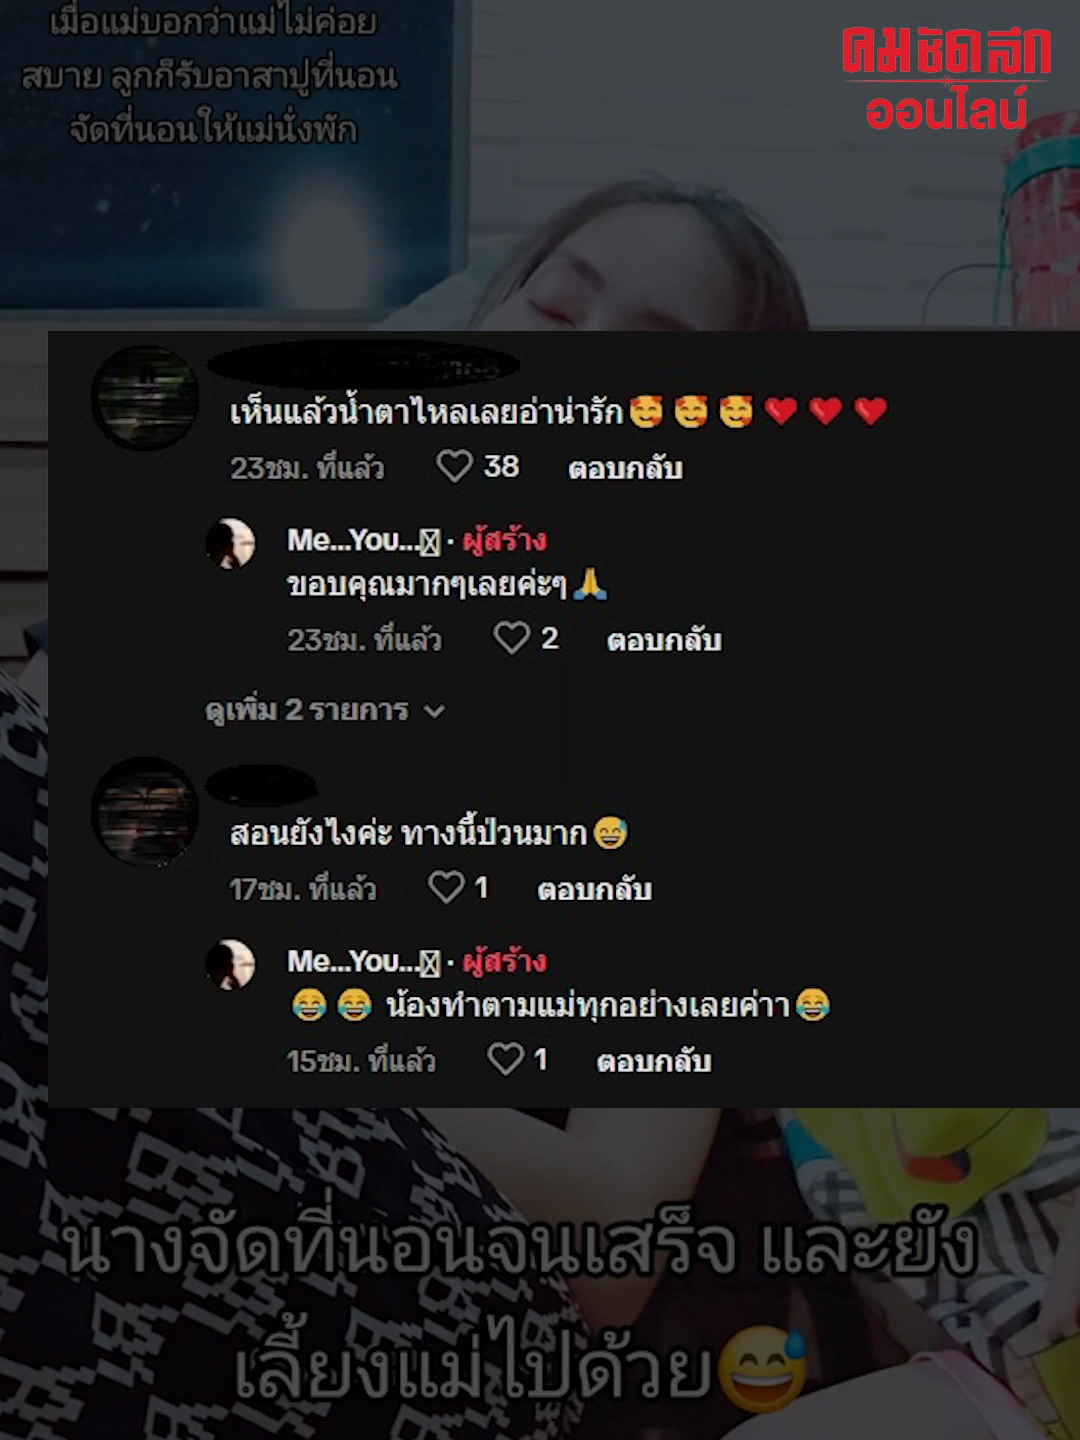 เมื่อแม่บอกว่าแม่ไม่ค่อย
สบาย ลูกก็รับอาสาปูที่นอน
จัดที่นอนให้แม่นั่งพัก
คมชัดลึก
ออนไลน์
เห็นแล้วน้ำตาไหลเลยอ่าน่ารัก🥰 🥰 🥰 ❤️ ❤️ ❤️
23ชม. ที่แล้ว 38 ตอบกลับ
Me...You... · ผู้สร้าง
ขอบคุณมากๆเลยค่ะๆ🙏
23ชม. ที่แล้ว 2 ตอบกลับ
ดูเพิ่ม 2 รายการ
สอนยังไงค่ะ ทางนี้ป่วนมาก😅
17ชม. ที่แล้ว 1 ตอบกลับ
Me...You... · ผู้สร้าง
😂 😂 น้องทำตามแม่ทุกอย่างเลยค่าา😂
15ชม. ที่แล้ว 1 ตอบกลับ
นางจัดที่นอนจนเสร็จ และยัง
เลี้ยงแม่ไปด้วย😅